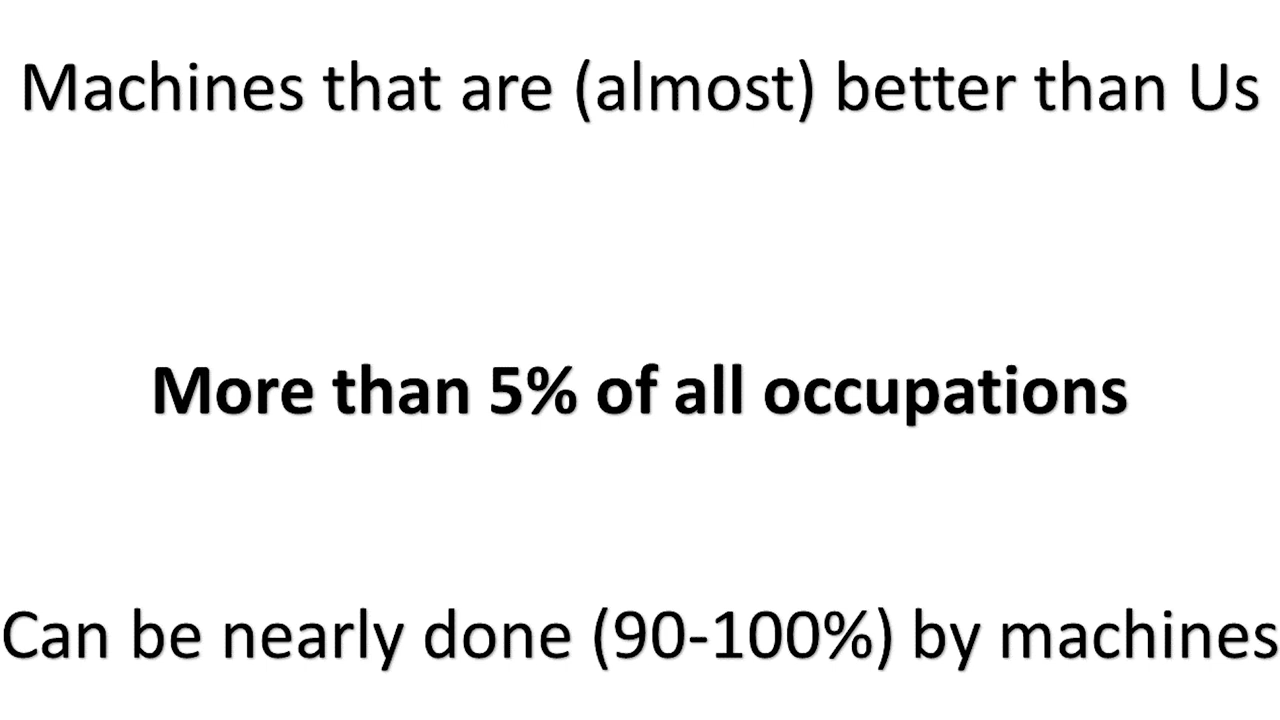 Machines that are (almost) better than Us
More than 5% of all occupations
Can be nearly done (90-100%) by machines